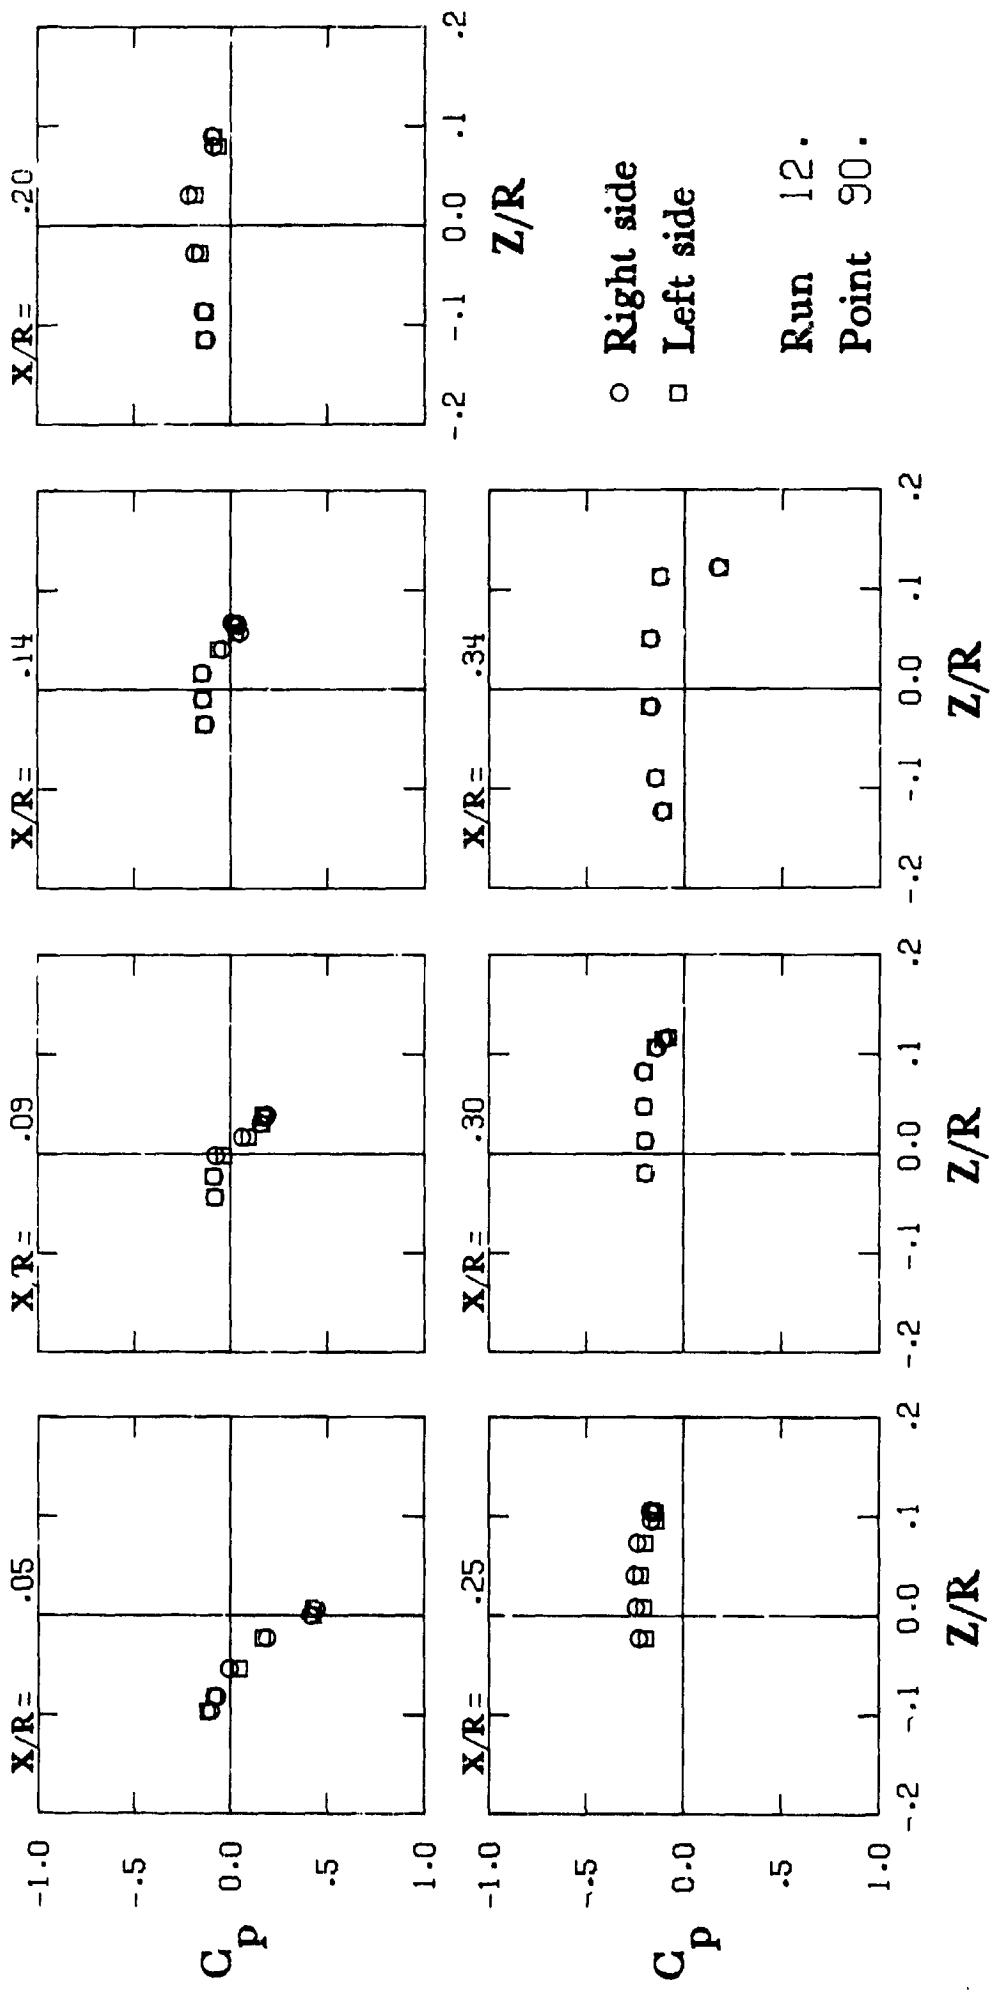 X/R= .05
X/R= .09
X/R= .14
X/R= .20
-1.0
-.5
0.0
.5
1.0
Cp
-.2 -.1 0.0 .1 .2
Z/R
X/R= .25
X/R= .30
X/R= .34
-1.0
-.5
0.0
.5
1.0
Cp
-.2 -.1 0.0 .1 .2
Z/R
-.2 -.1 0.0 .1 .2
Z/R
-.2 -.1 0.0 .1 .2
Z/R
Right side
Left side
Run 12.
Point 90.